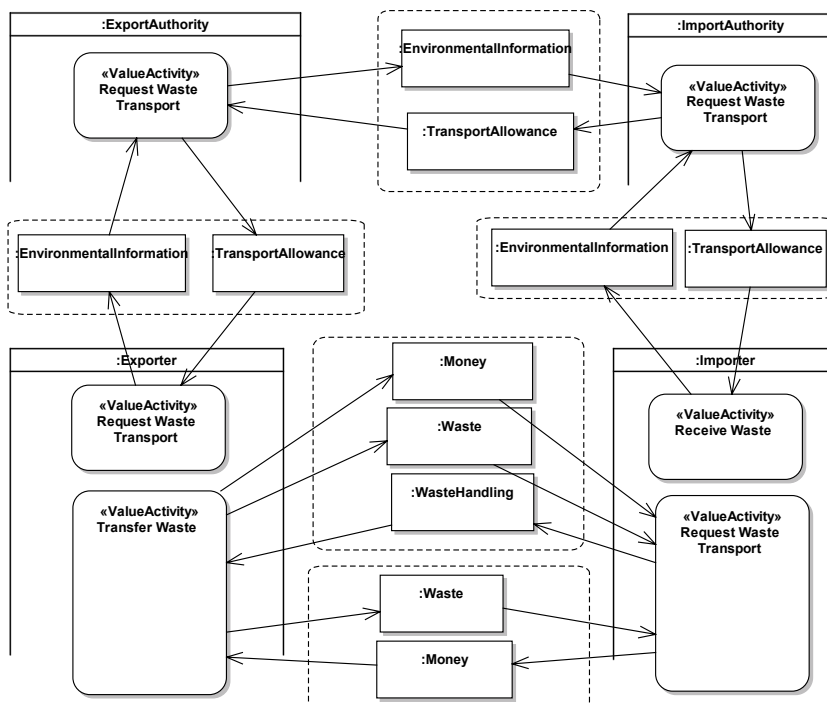 :ExportAuthority
:ImportAuthority
:EnvironmentalInformation
«ValueActivity»
Request Waste
Transport
«ValueActivity»
Request Waste
Transport
:TransportAllowance
:EnvironmentalInformation
:TransportAllowance
:EnvironmentalInformation
:TransportAllowance
:Exporter
:Money
:Importer
«ValueActivity»
Request Waste
Transport
«ValueActivity»
Receive Waste
:Waste
:WasteHandling
«ValueActivity»
Transfer Waste
«ValueActivity»
Request Waste
Transport
:Waste
:Money